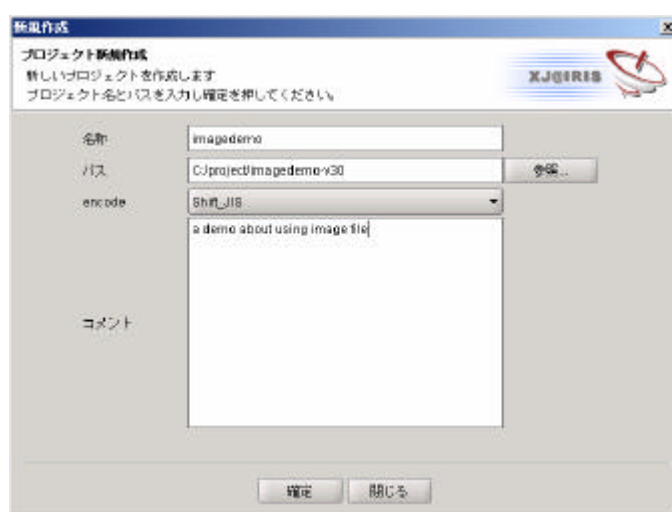 新規作成
プロジェクト新規作成
新しいプロジェクトを作成します
プロジェクト名とパスを入力し確定を押してください。
XJ@IRIS
名称
imagedemo
パス
C:/project/imagedemo-v30
参照...
encode
Shift_JIS
a demo about using image file
コメント
確定
閉じる